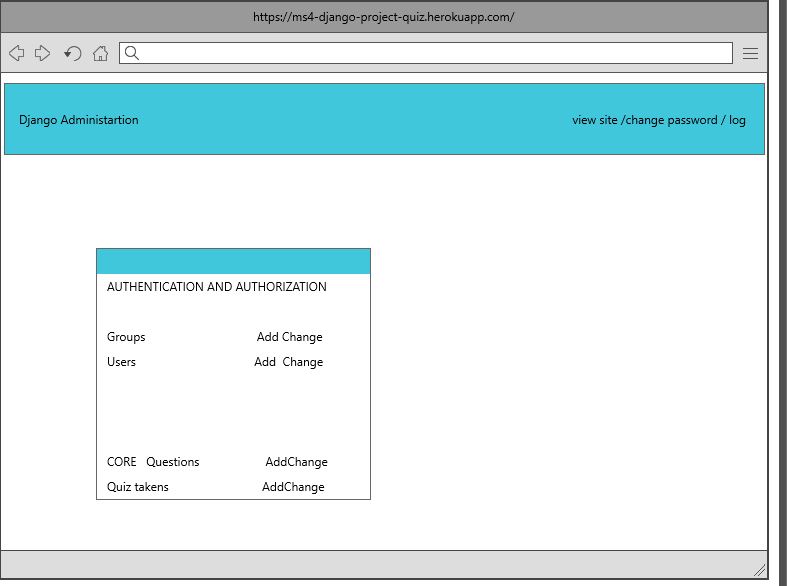 https://ms4-django-project-quiz.herokuapp.com/
Django Administartion view site /change password / log
AUTHENTICATION AND AUTHORIZATION
Groups Add Change
Users Add Change
CORE Questions AddChange
Quiz takens AddChange